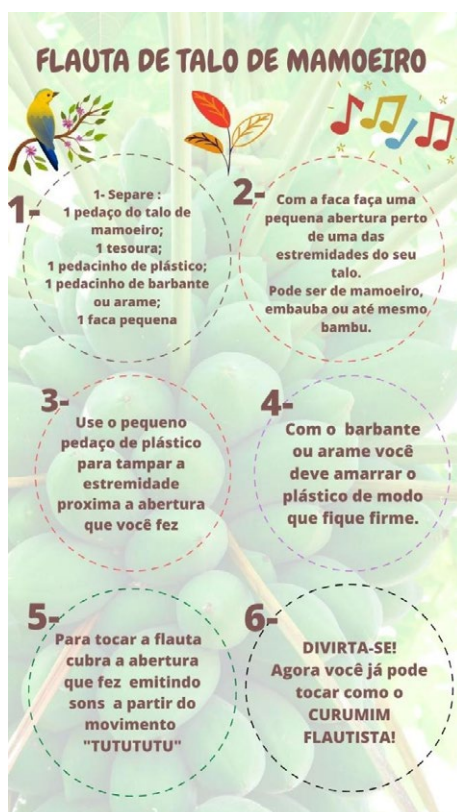 FLAUTA DE TALO DE MAMOEIRO
1-
1- Separe :
1 pedaço do talo de
mamoeiro;
1 tesoura;
1 pedacinho de plástico;
1 pedacinho de barbante
ou arame;
1 faca pequena
2-
Com a faca faça uma
pequena abertura perto
de uma das
estremidades do seu
talo.
Pode ser de mamoeiro,
embauba ou até mesmo
bambu.
3-
Use o pequeno
pedaço de plástico
para tampar a
estremidade
proxima a abertura
que você fez
4-
Com o barbante
ou arame você
deve amarrar o
plástico de modo
que fique firme.
5-
Para tocar a flauta
cubra a abertura
que fez emitindo
sons a partir do
movimento
"TUTUTUTU"
6-
DIVIRTA-SE!
Agora você já pode
tocar como o
CURUMIM
FLAUTISTA!